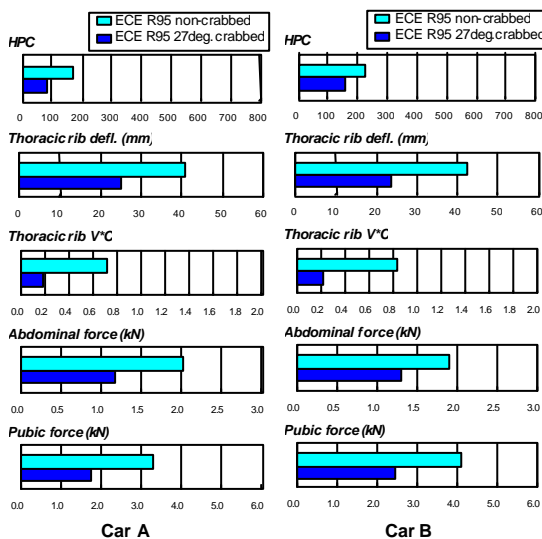 ECE R95 non-crabbed
ECE R95 27deg.crabbed
HPC
0 100 200 300 400 500 600 700 800
Thoracic rib defl. (mm)
0 10 20 30 40 50 60
Thoracic rib V*C
0.0 0.2 0.4 0.6 0.8 1.0 1.2 1.4 1.6 1.8 2.0
Abdominal force (kN)
0.0 0.5 1.0 1.5 2.0 2.5 3.0
Pubic force (kN)
0.0 1.0 2.0 3.0 4.0 5.0 6.0
Car A
ECE R95 non-crabbed
ECE R95 27deg.crabbed
HPC
0 100 200 300 400 500 600 700 800
Thoracic rib defl. (mm)
0 10 20 30 40 50 60
Thoracic rib V*C
0.0 0.2 0.4 0.6 0.8 1.0 1.2 1.4 1.6 1.8 2.0
Abdominal force (kN)
0.0 0.5 1.0 1.5 2.0 2.5 3.0
Pubic force (kN)
0.0 1.0 2.0 3.0 4.0 5.0 6.0
Car B